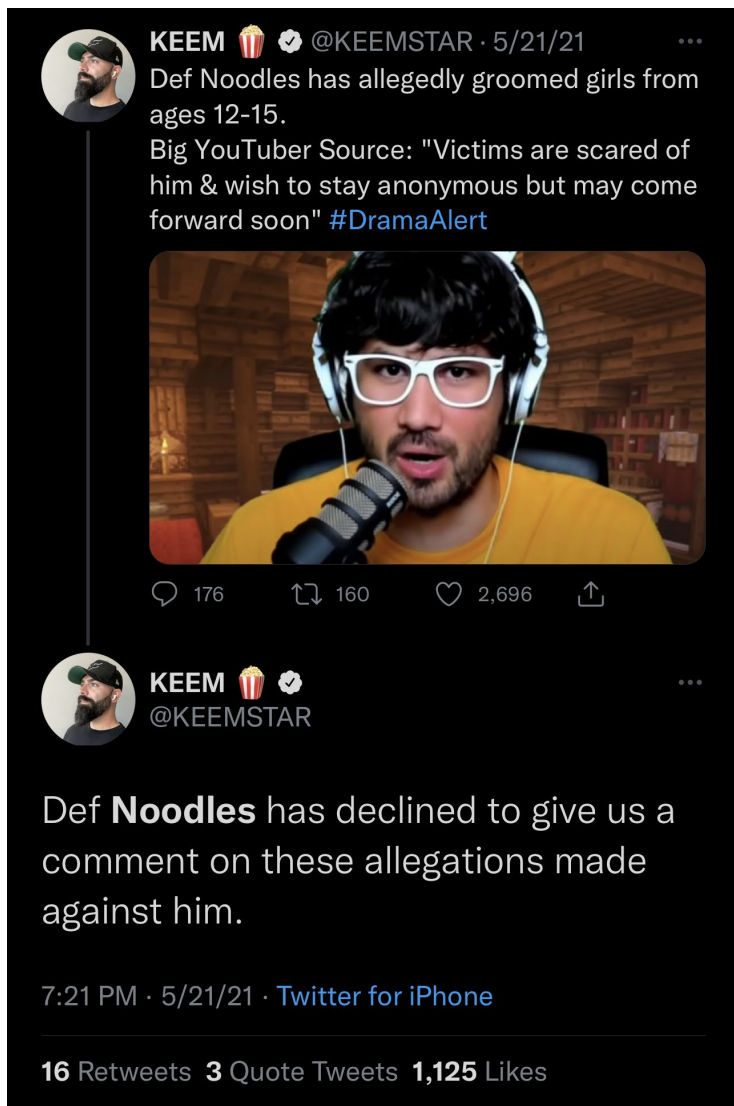 KEEM 🍿 @KEEMSTAR · 5/21/21
Def Noodles has allegedly groomed girls from
ages 12-15.
Big YouTuber Source: "Victims are scared of
him & wish to stay anonymous but may come
forward soon" #DramaAlert
176 160 2,696
KEEM 🍿
@KEEMSTAR
Def Noodles has declined to give us a
comment on these allegations made
against him.
7:21 PM · 5/21/21 · Twitter for iPhone
16 Retweets 3 Quote Tweets 1,125 Likes